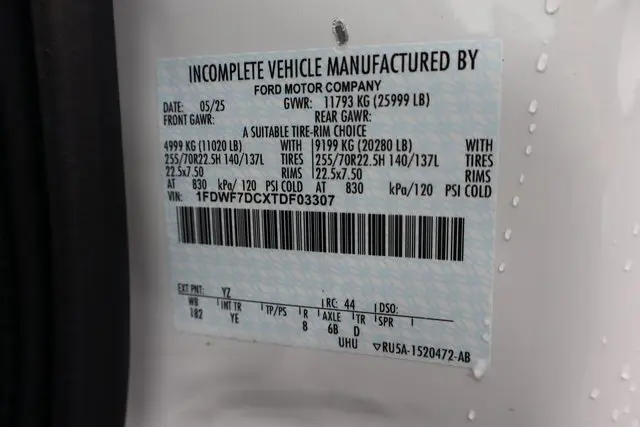 INCOMPLETE VEHICLE MANUFACTURED BY
FORD MOTOR COMPANY
DATE: 05/25 GVWR: 11793 KG (25999 LB)
FRONT GAWR: REAR GAWR:
A SUITABLE TIRE-RIM CHOICE
4999 KG (11020 LB) WITH 9199 KG (20280 LB) WITH
255/70R22.5H 140/137L TIRES 255/70R22.5H 140/137L TIRES
22.5x7.50 RIMS 22.5x7.50 RIMS
AT 830 kPa/120 PSI COLD AT 830 kPa/120 PSI COLD
VIN: 1FDWF7DCXTDF03307
EXT PNT: YZ RC: 44 DSO:
WB INT TR TP/PS R AXLE TR SPR
182 YE 8 6B D
UHU ▽RU5A-1520472-AB